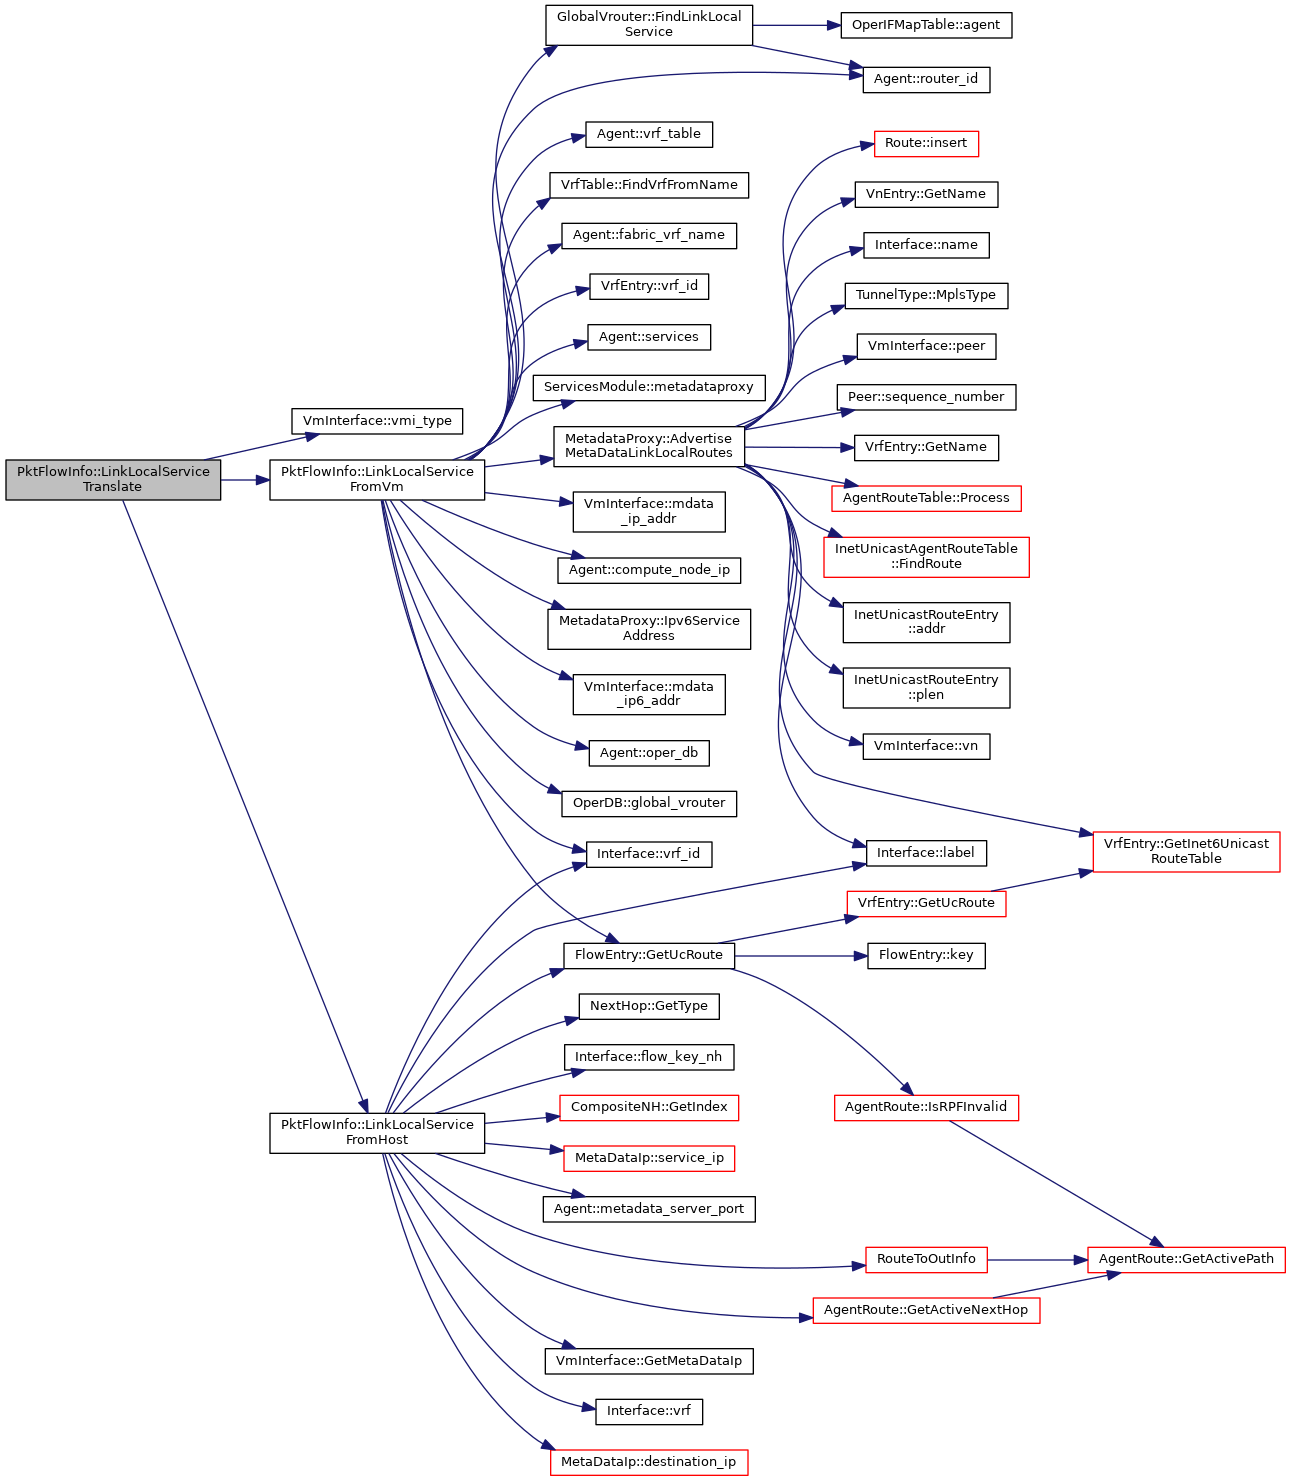 GlobalVrouter::FindLinkLocal
Service
OperIFMapTable::agent
Agent::router_id
Agent::vrf_table
Route::insert
VrfTable::FindVrfFromName
VnEntry::GetName
Agent::fabric_vrf_name
Interface::name
VrfEntry::vrf_id
TunnelType::MplsType
Agent::services
VmInterface::peer
ServicesModule::metadataproxy
Peer::sequence_number
VmInterface::vmi_type
MetadataProxy::Advertise
MetaDataLinkLocalRoutes
VrfEntry::GetName
PktFlowInfo::LinkLocalService
Translate
PktFlowInfo::LinkLocalService
FromVm
AgentRouteTable::Process
VmInterface::mdata
_ip_addr
InetUnicastAgentRouteTable
::FindRoute
Agent::compute_node_ip
MetadataProxy::Ipv6Service
Address
InetUnicastRouteEntry
::addr
VmInterface::mdata
_ip6_addr
InetUnicastRouteEntry
::plen
Agent::oper_db
VmInterface::vn
OperDB::global_vrouter
Interface::vrf_id
Interface::label
VrfEntry::GetInet6Unicast
RouteTable
VrfEntry::GetUcRoute
FlowEntry::GetUcRoute
FlowEntry::key
NextHop::GetType
Interface::flow_key_nh
CompositeNH::GetIndex
AgentRoute::IsRPFInvalid
PktFlowInfo::LinkLocalService
FromHost
MetaDataIp::service_ip
Agent::metadata_server_port
RouteToOutInfo
AgentRoute::GetActivePath
AgentRoute::GetActiveNextHop
VmInterface::GetMetaDataIp
Interface::vrf
MetaDataIp::destination_ip